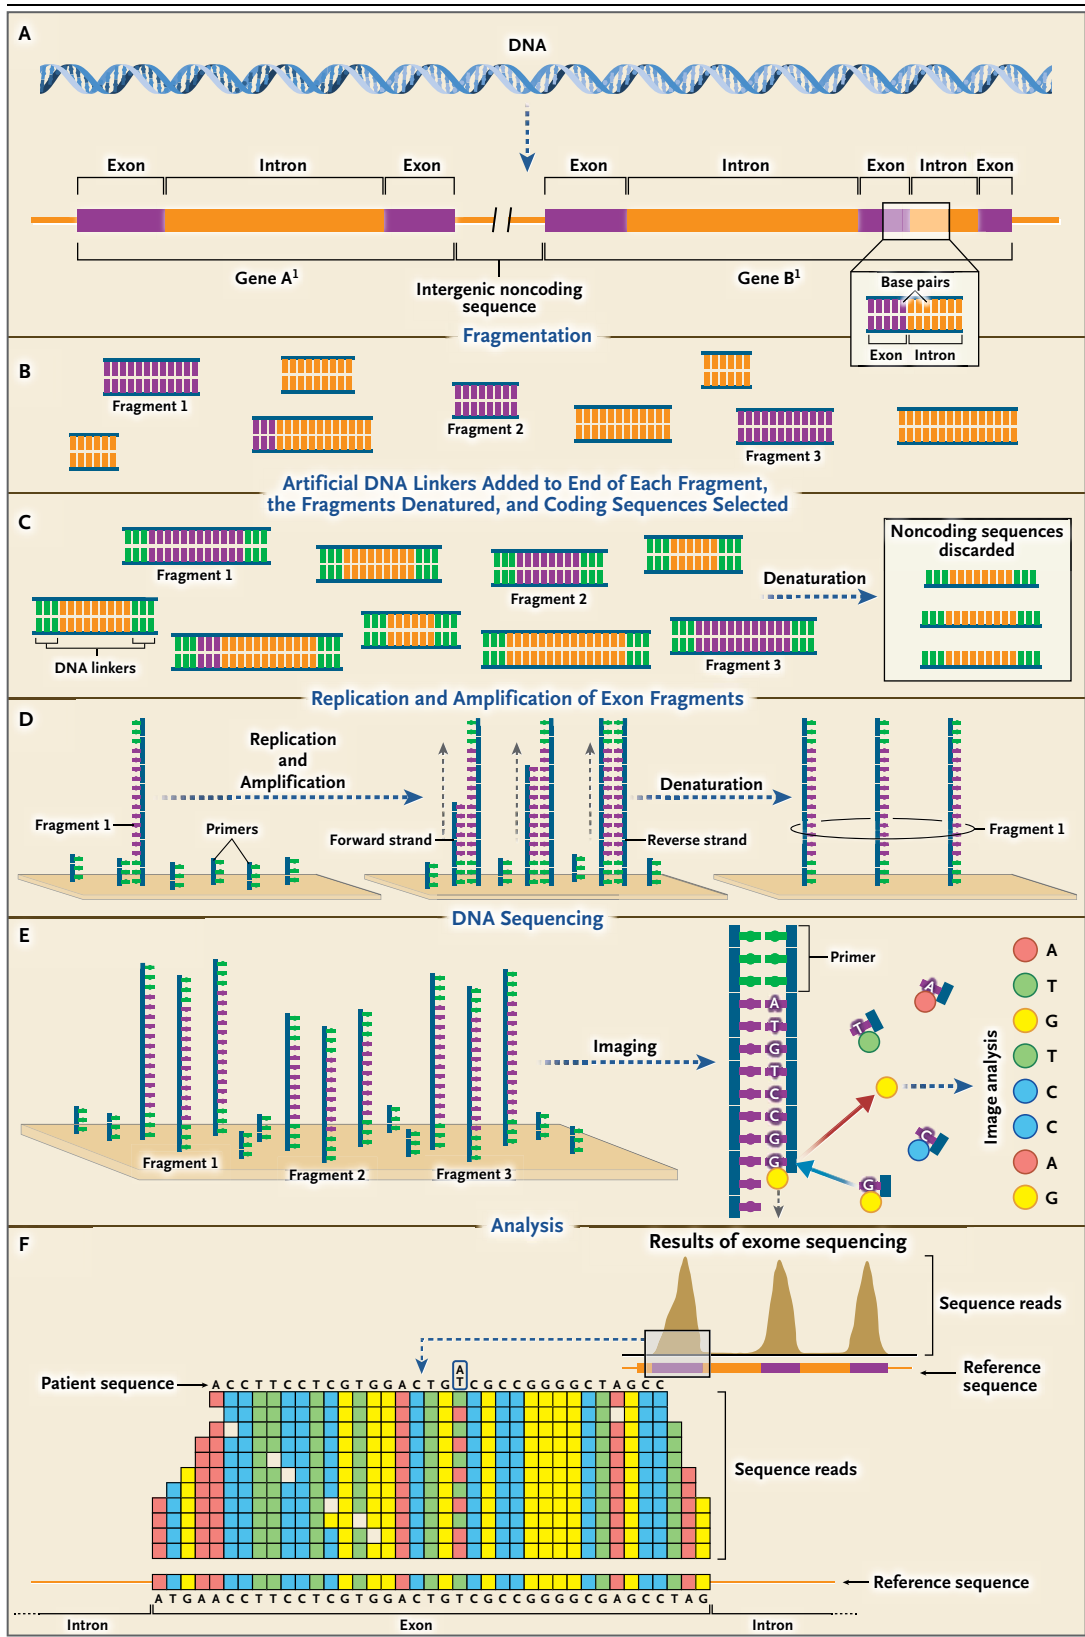 A
DNA
Exon Intron Exon Exon Intron Exon Intron Exon
Gene A1
Intergenic noncoding
sequence
Gene B1
Base pairs
Exon Intron
Fragmentation
B
Fragment 1
Fragment 2
Fragment 3
Artificial DNA Linkers Added to End of Each Fragment,
the Fragments Denatured, and Coding Sequences Selected
C
Fragment 1
Fragment 2
Denaturation
Noncoding sequences
discarded
DNA linkers
Fragment 3
Replication and Amplification of Exon Fragments
D
Replication
and
Amplification
Denaturation
Fragment 1
Primers
Forward strand
Reverse strand
Fragment 1
DNA Sequencing
E
Primer
Imaging
A
T
G
T
C
C
G
G
A
T
C
G
Image analysis
A
T
G
T
C
C
A
G
Fragment 1
Fragment 2
Fragment 3
Analysis
F
Results of exome sequencing
Sequence reads
Reference
sequence
A
T
Patient sequence
A C C T T C C T C G T G G A C T G C G C C G G G G C T A G C C
Sequence reads
Reference sequence
A T G A A C C T T C C T C G T G G A C T G T C G C C G G G G C G A G C C T A G
Intron Exon Intron